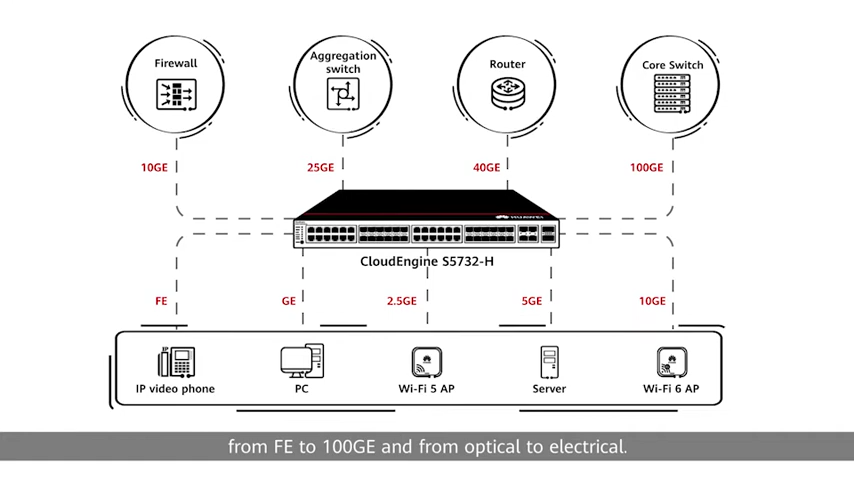 Firewall
Aggregation
switch
Router
Core Switch
10GE
25GE
40GE
100GE
HUAWEI
CloudEngine S5732-H
FE
GE
2.5GE
5GE
10GE
IP
IP video phone
PC
Wi-Fi 5 AP
Server
Wi-Fi 6 AP
from FE to 100GE and from optical to electrical.